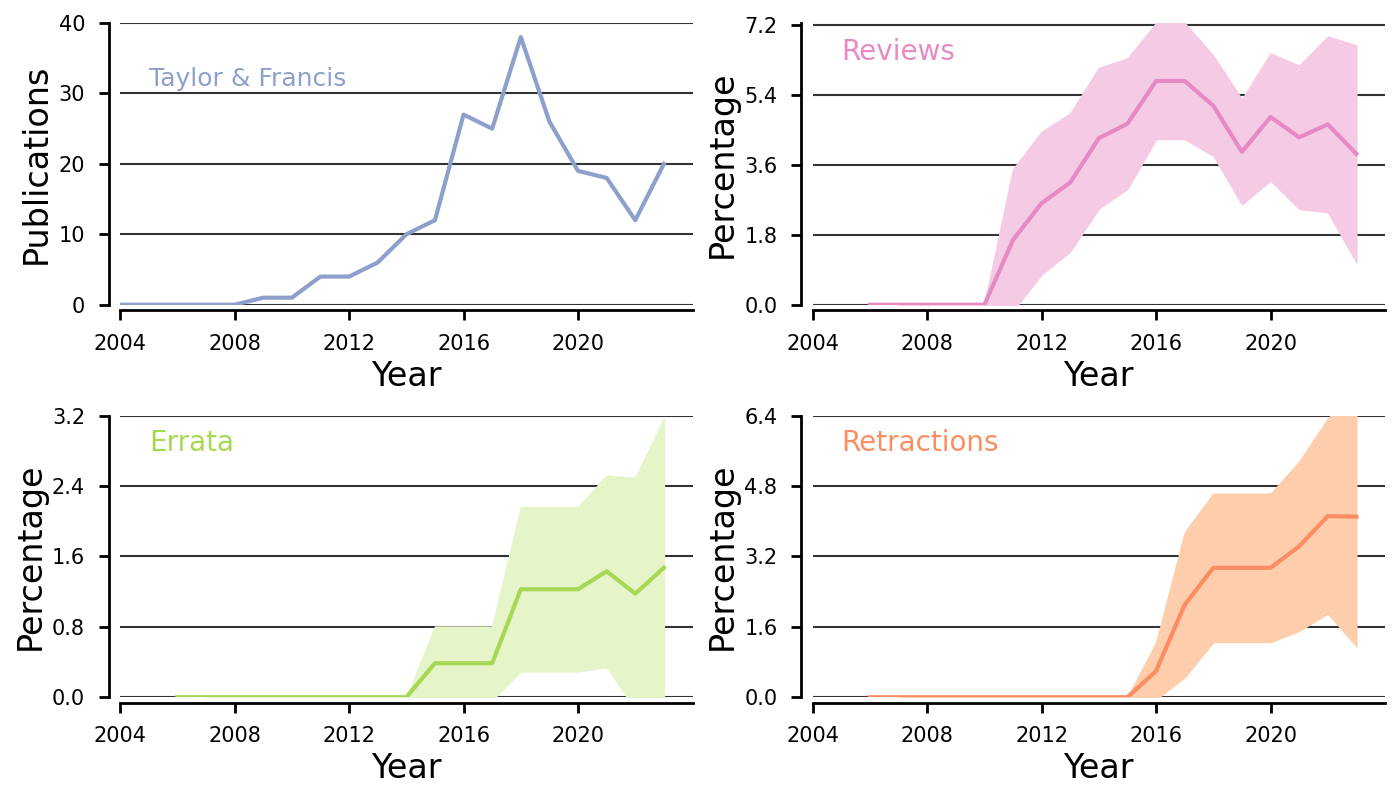 Publications
40
30
20
10
0
Taylor & Francis
2004 2008 2012 2016 2020
Year
Percentage
7.2
5.4
3.6
1.8
0.0
Reviews
2004 2008 2012 2016 2020
Year
Percentage
3.2
2.4
1.6
0.8
0.0
Errata
2004 2008 2012 2016 2020
Year
Percentage
6.4
4.8
3.2
1.6
0.0
Retractions
2004 2008 2012 2016 2020
Year